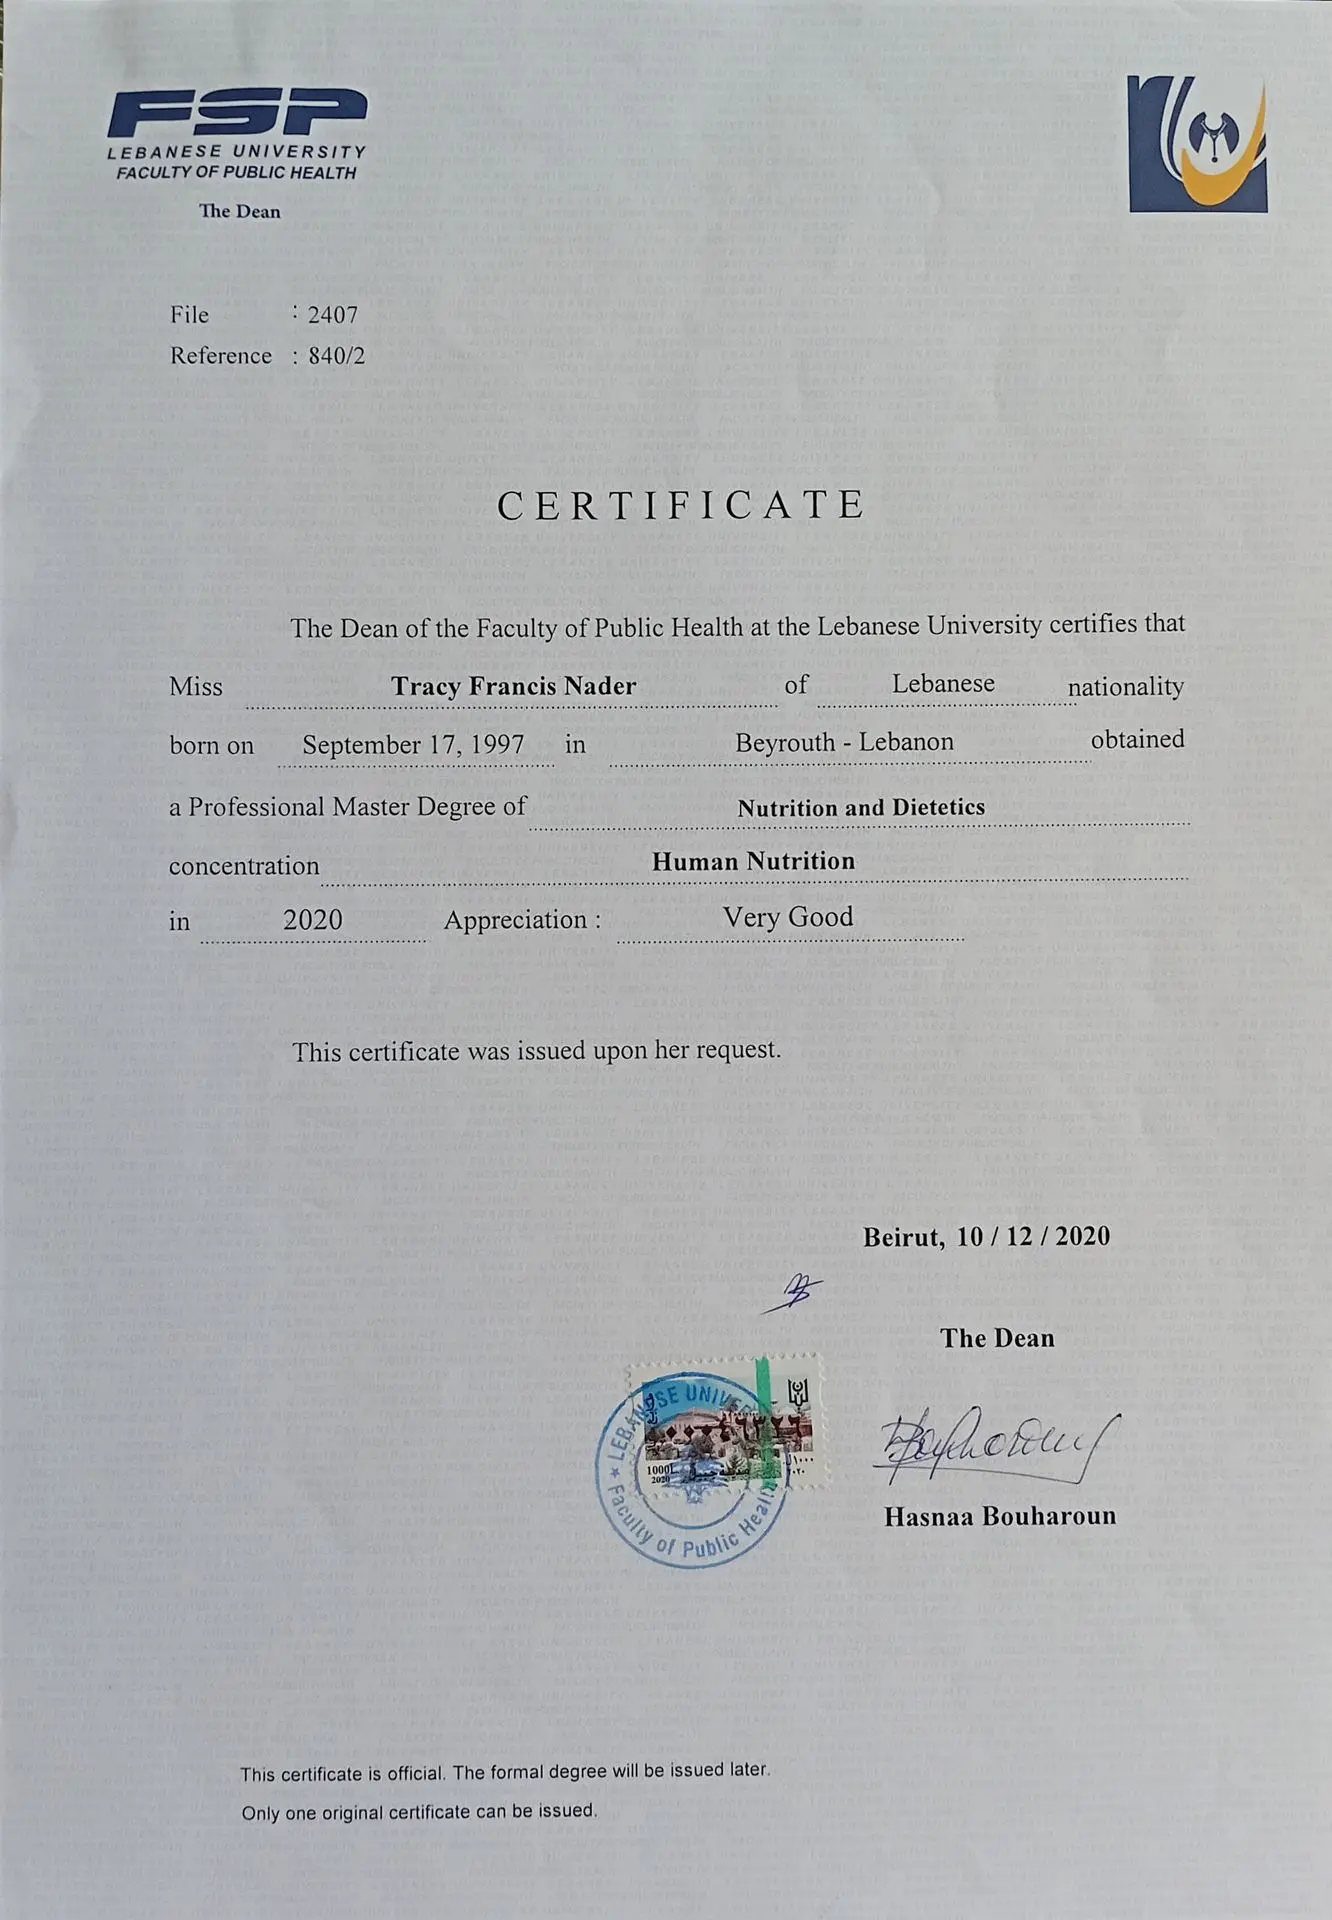 FSP
LEBANESE UNIVERSITY
FACULTY OF PUBLIC HEALTH
The Dean
File : 2407
Reference : 840/2
CERTIFICATE
The Dean of the Faculty of Public Health at the Lebanese University certifies that
Miss Tracy Francis Nader of Lebanese nationality
born on September 17, 1997 in Beyrouth - Lebanon obtained
a Professional Master Degree of Nutrition and Dietetics
concentration Human Nutrition
in 2020 Appreciation : Very Good
This certificate was issued upon her request.
Beirut, 10 / 12 / 2020
The Dean
LEBANESE UNIVERSITY
1000L
2020
★ Faculty of Public Health
Hasnaa Bouharoun
This certificate is official. The formal degree will be issued later.
Only one original certificate can be issued.